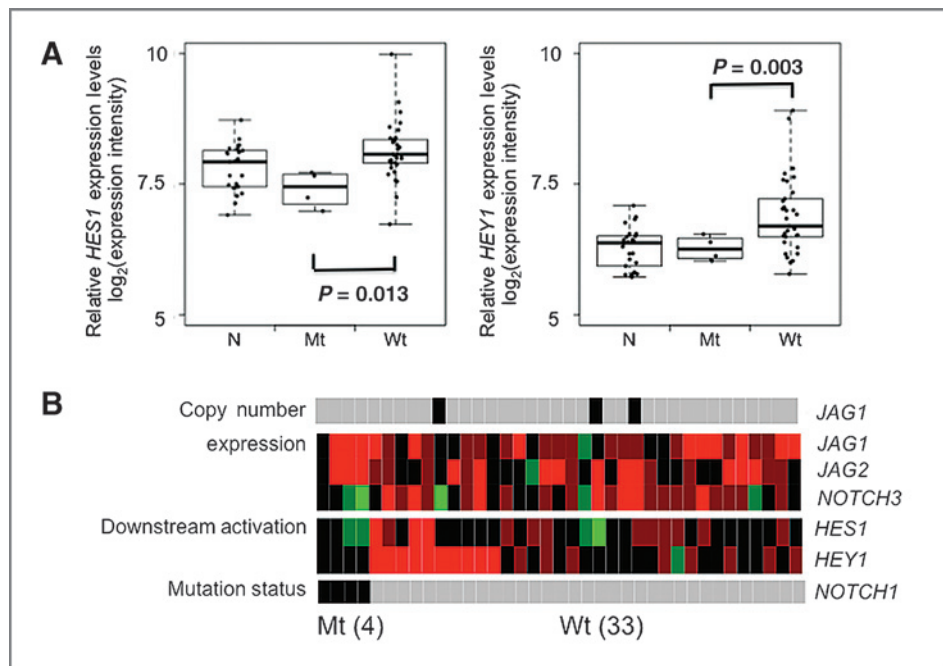 A
Relative HES1 expression levels
log2(expression intensity)
10
7.5
5
P = 0.013
N Mt Wt
Relative HEY1 expression levels
log2(expression intensity)
10
7.5
5
P = 0.003
N Mt Wt
B
Copy number JAG1
expression JAG1
JAG2
NOTCH3
Downstream activation HES1
HEY1
Mutation status NOTCH1
Mt (4) Wt (33)